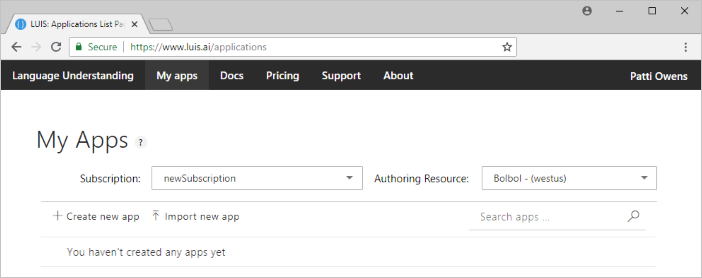 LUIS: Applications List Pa
Secure https://www.luis.ai/applications
Language Understanding My apps Docs Pricing Support About Patti Owens
My Apps ?
Subscription: newSubscription Authoring Resource: Bolbol - (westus)
Create new app Import new app Search apps ...
You haven't created any apps yet